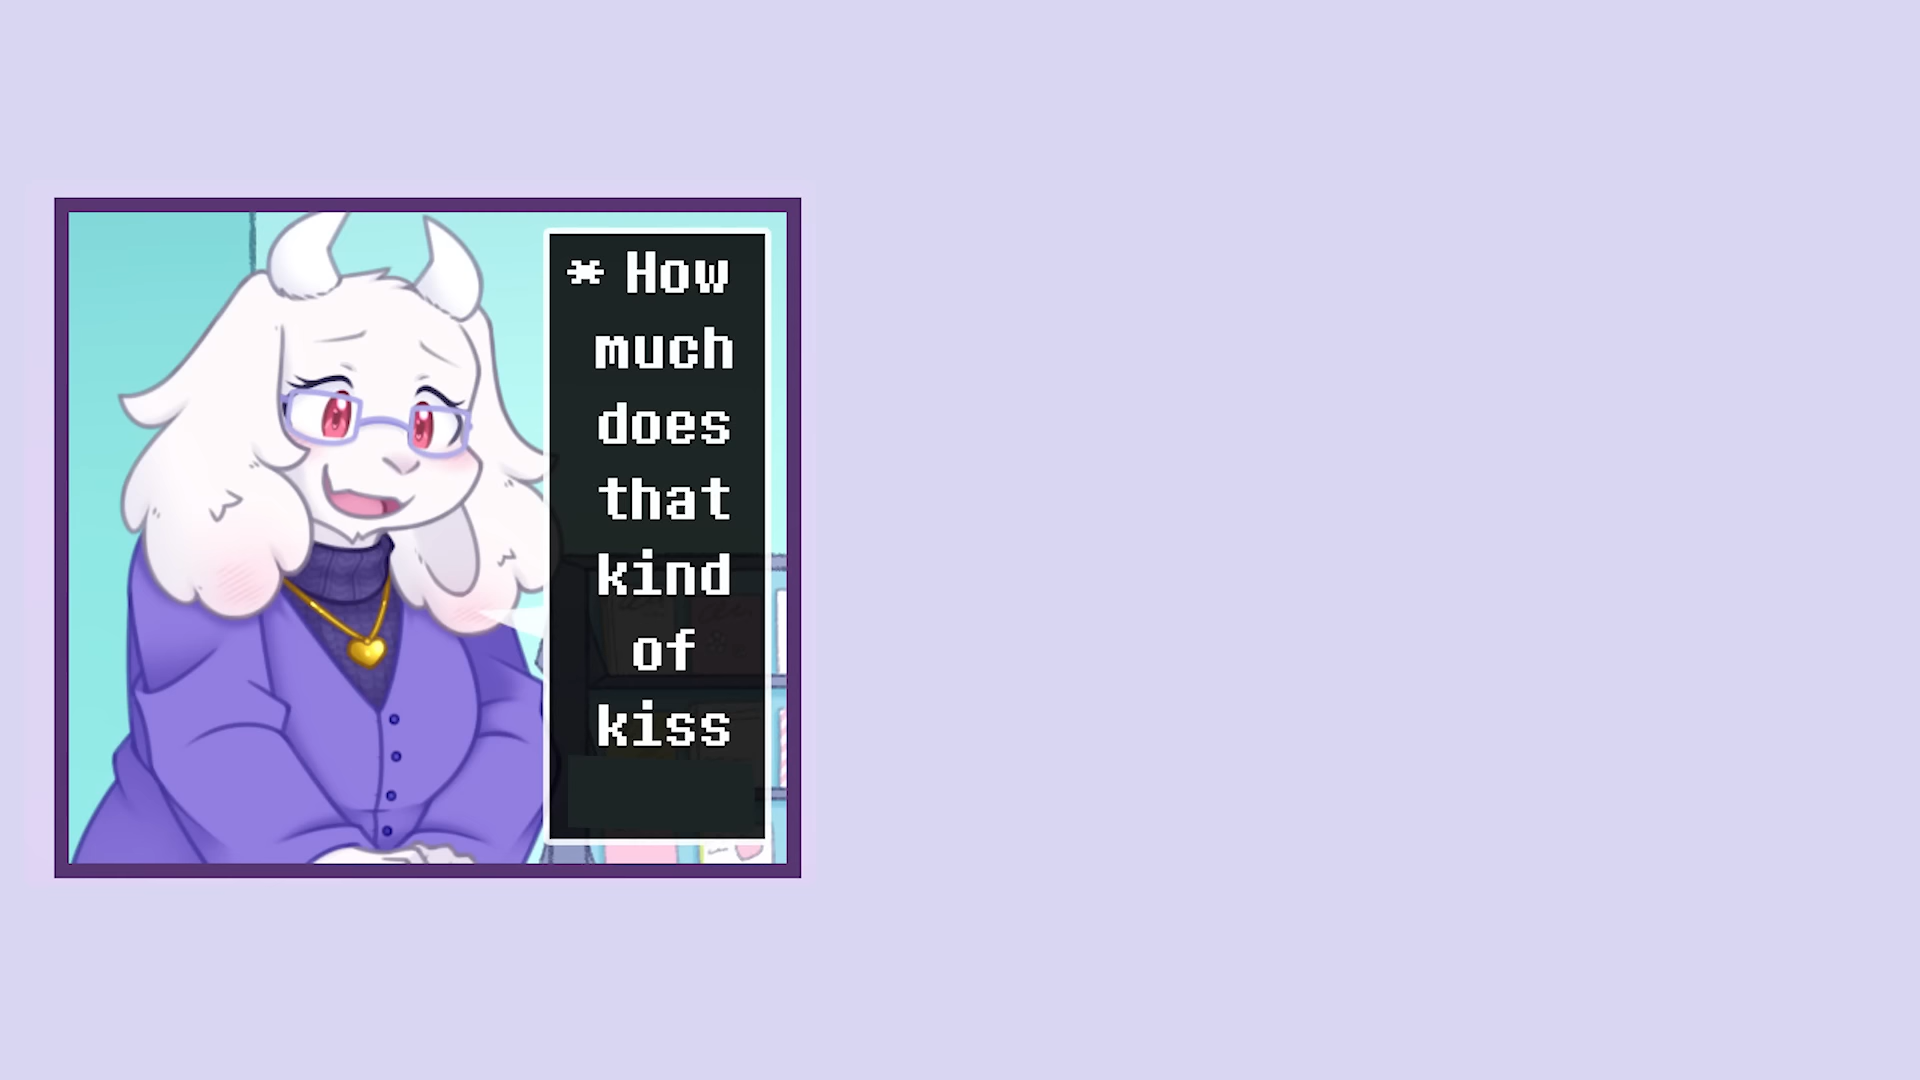 * How
much
does
that
kind
of
kiss